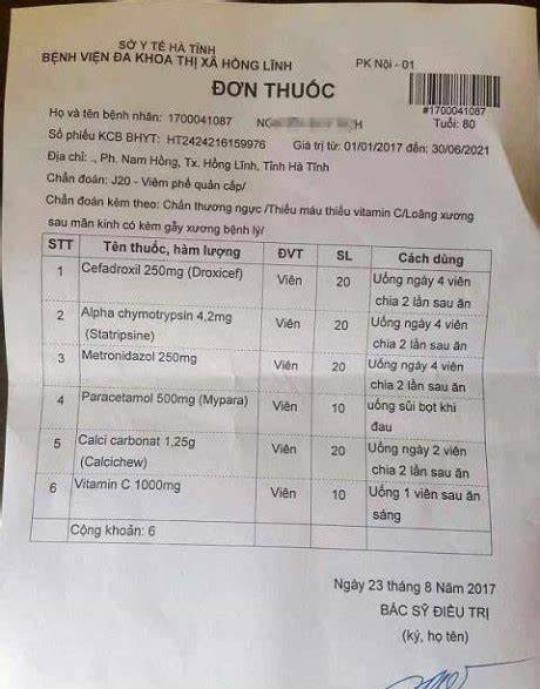 SỞ Y TẾ HÀ TĨNH
BỆNH VIỆN ĐA KHOA THỊ XÃ HỒNG LĨNH
PK Nội - 01
ĐƠN THUỐC
#1700041087
Họ và tên bệnh nhân: 1700041087
Tuổi: 80
Số phiếu KCB BHYT: HT2424216159976 Giá trị từ: 01/01/2017 đến: 30/06/2021
Địa chỉ: ., Ph. Nam Hồng, Tx. Hồng Lĩnh, Tỉnh Hà Tĩnh
Chẩn đoán: J20 - Viêm phế quản cấp/
Chẩn đoán kèm theo: Chấn thương ngực /Thiếu máu thiếu vitamin C/Loãng xương
sau mãn kinh có kèm gẫy xương bệnh lý/
STT Tên thuốc, hàm lượng ĐVT SL Cách dùng
1 Cefadroxil 250mg (Droxicef) Viên 20 Uống ngày 4 viên
chia 2 lần sau ăn
2 Alpha chymotrypsin 4,2mg Viên 20 Uống ngày 4 viên
(Statripsine) chia 2 lần sau ăn
3 Metronidazol 250mg Viên 20 Uống ngày 4 viên
chia 2 lần sau ăn
4 Paracetamol 500mg (Mypara) Viên 10 uống sủi bọt khi
đau
5 Calci carbonat 1,25g Viên 20 Uống ngày 2 viên
(Calcichew) chia 2 lần sau ăn
6 Vitamin C 1000mg Viên 10 Uống 1 viên sau ăn
sáng
Cộng khoản: 6
Ngày 23 tháng 8 Năm 2017
BÁC SỸ ĐIỀU TRỊ
(ký, họ tên)